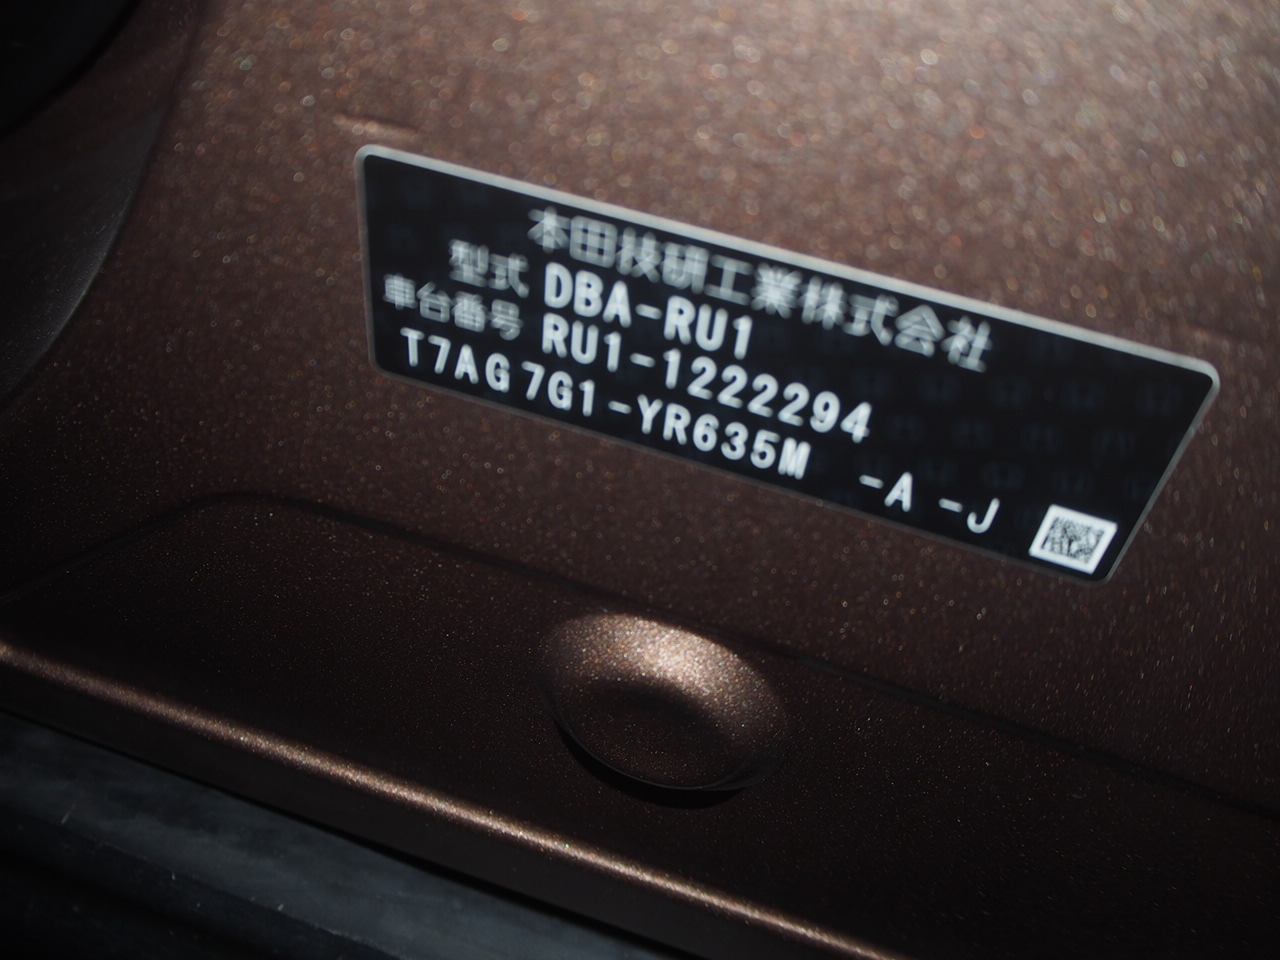 本田技研工業株式会社
型式 DBA-RU1
車台番号 RU1-1222294
T7AG7G1-YR635M -A -J